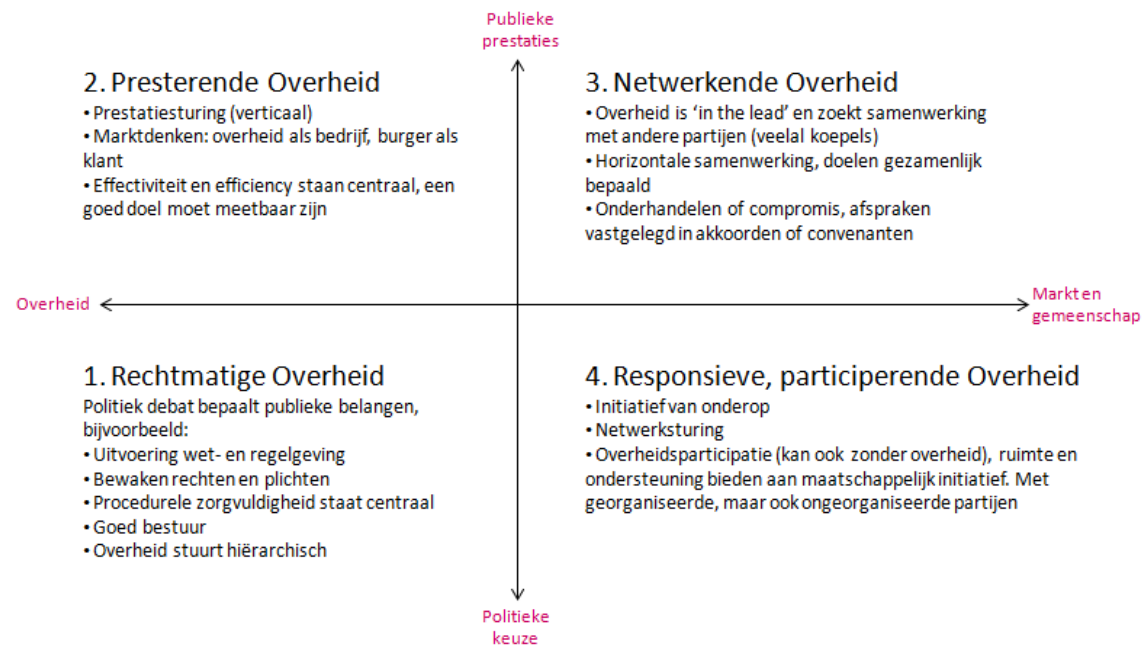 Publieke
prestaties
2. Presterende Overheid
• Prestatiesturing (verticaal)
• Marktdenken: overheid als bedrijf, burger als
klant
• Effectiviteit en efficiency staan centraal, een
goed doel moet meetbaar zijn
3. Netwerkende Overheid
• Overheid is ‘in the lead’ en zoekt samenwerking
met andere partijen (veelal koepels)
• Horizontale samenwerking, doelen gezamenlijk
bepaald
• Onderhandelen of compromis, afspraken
vastgelegd in akkoorden of convenanten
Overheid
Markt en
gemeenschap
1. Rechtmatige Overheid
Politiek debat bepaalt publieke belangen,
bijvoorbeeld:
• Uitvoering wet- en regelgeving
• Bewaken rechten en plichten
• Procedurele zorgvuldigheid staat centraal
• Goed bestuur
• Overheid stuurt hiërarchisch
4. Responsieve, participerende Overheid
• Initiatief van onderop
• Netwerksturing
• Overheidsparticipatie (kan ook zonder overheid), ruimte en
ondersteuning bieden aan maatschappelijk initiatief. Met
georganiseerde, maar ook ongeorganiseerde partijen
Politieke
keuze